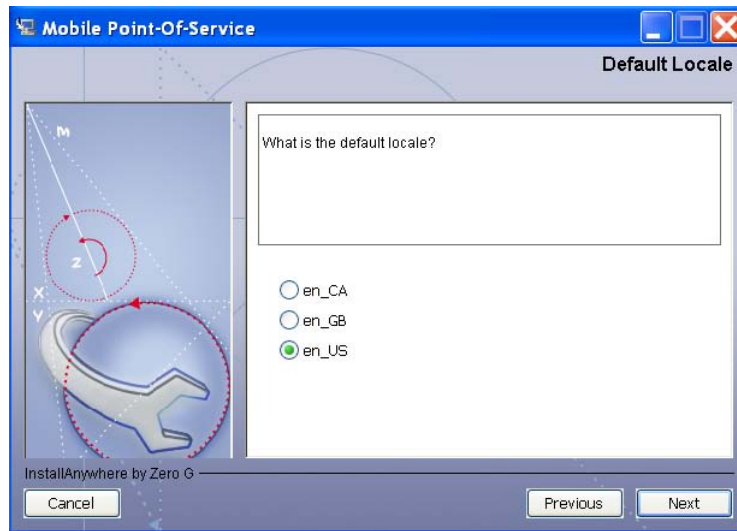 Mobile Point-Of-Service
Default Locale
What is the default locale?
en_CA
en_GB
en_US
M
Z
X
Y
InstallAnywhere by Zero G
Cancel
Previous
Next